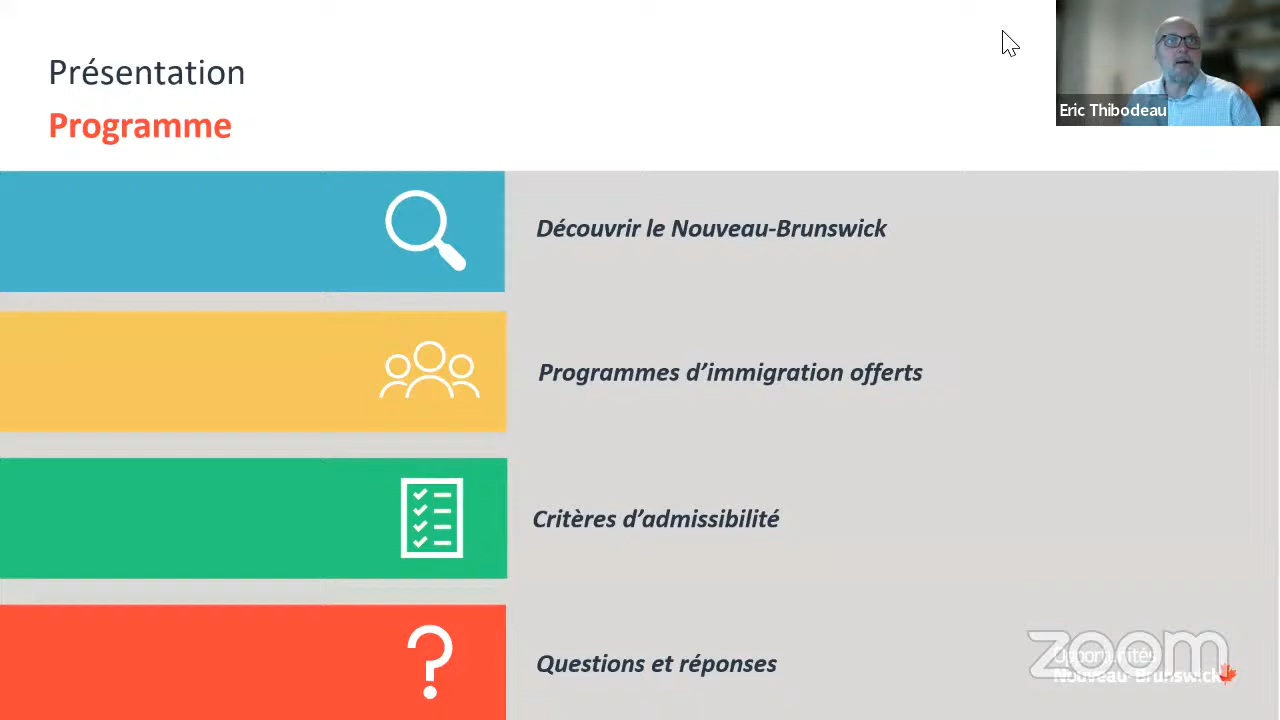 Présentation
Programme
Eric Thibodeau
Découvrir le Nouveau-Brunswick
Programmes d’immigration offerts
Critères d’admissibilité
Questions et réponses
zoom
Opportunités
Nouveau-Brunswick